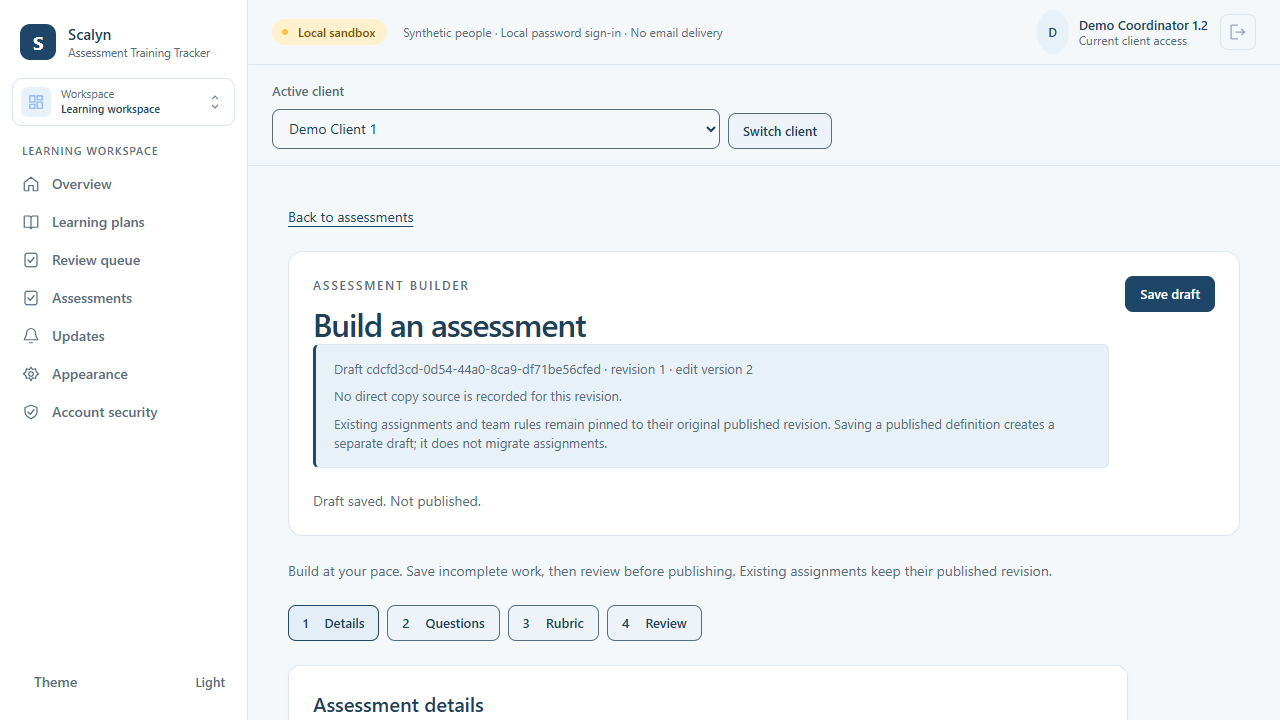 S
Scalyn
Assessment Training Tracker
Workspace
Learning workspace
LEARNING WORKSPACE
Overview
Learning plans
Review queue
Assessments
Updates
Appearance
Account security
Theme
Light
Local sandbox
Synthetic people · Local password sign-in · No email delivery
D
Demo Coordinator 1.2
Current client access
Active client
Demo Client 1
Switch client
Back to assessments
ASSESSMENT BUILDER
Save draft
Build an assessment
Draft cdcfd3cd-0d54-44a0-8ca9-df71be56cfed · revision 1 · edit version 2
No direct copy source is recorded for this revision.
Existing assignments and team rules remain pinned to their original published revision. Saving a published definition creates a
separate draft; it does not migrate assignments.
Draft saved. Not published.
Build at your pace. Save incomplete work, then review before publishing. Existing assignments keep their published revision.
1 Details
2 Questions
3 Rubric
4 Review
Assessment details